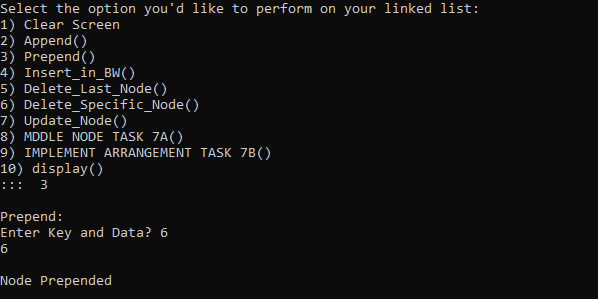 Select the option you'd like to perform on your linked list:
1) Clear Screen
2) Append()
3) Prepend()
4) Insert_in_BW()
5) Delete_Last_Node()
6) Delete_Specific_Node()
7) Update_Node()
8) MDDLE NODE TASK 7A()
9) IMPLEMENT ARRANGEMENT TASK 7B()
10) display()
:::  3
Prepend:
Enter Key and Data? 6
6
Node Prepended